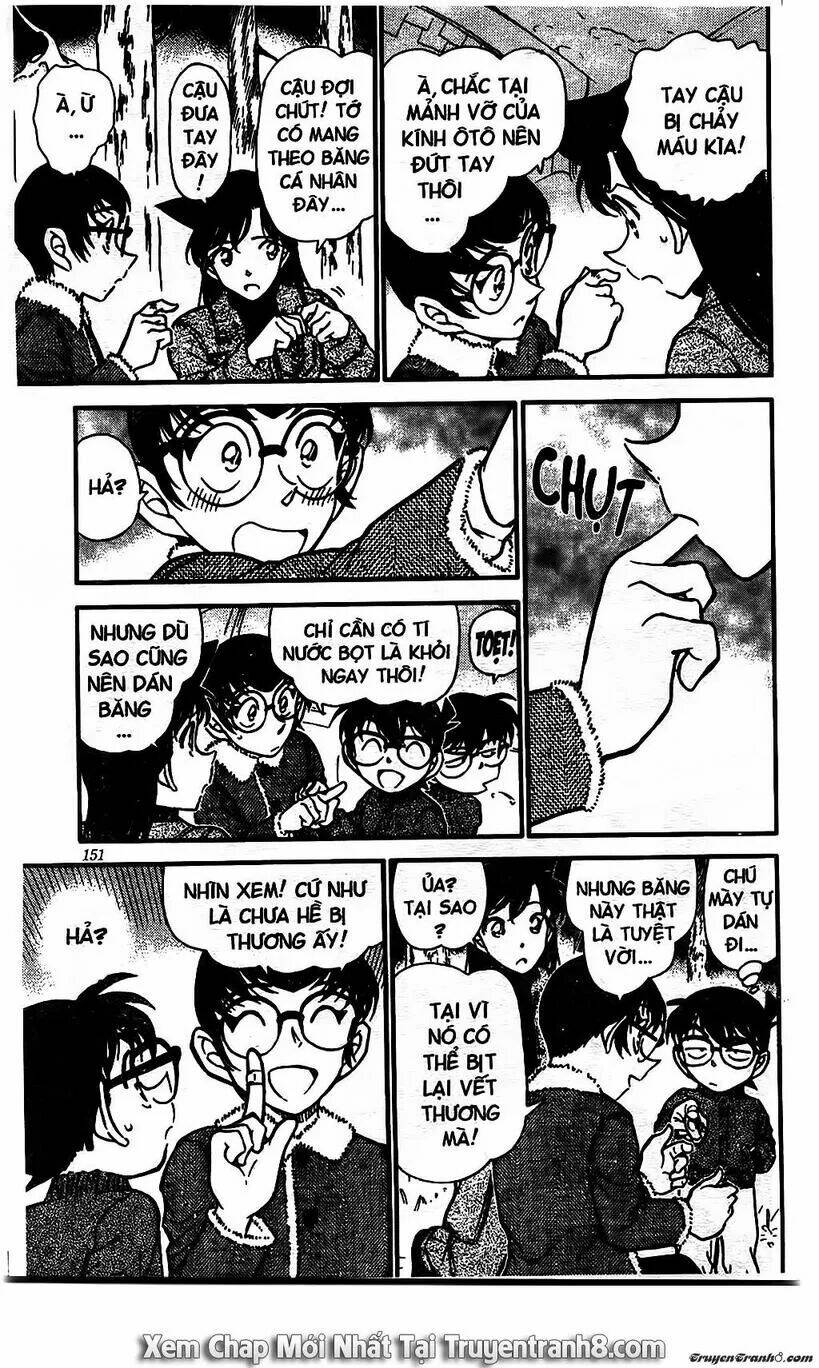 TAY CẬU
BỊ CHẢY
MÁU KÌA!
À, CHẮC TẠI
MẢNH VỠ CỦA
KÍNH ÔTÔ NÊN
ĐỨT TAY
THÔI
...
CẬU ĐỢI
CHÚT! TỚ
CÓ MANG
THEO BĂNG
CÁ NHÂN
ĐÂY...
CẬU
ĐƯA
TAY
ĐÂY
!
À, Ừ
...
CHỤT
HẢ?
TOẸT!
CHỈ CẦN CÓ TÍ
NƯỚC BỌT LÀ KHỎI
NGAY THÔI!
NHƯNG DÙ
SAO CŨNG
NÊN DÁN
BĂNG
...
151
CHÚ
MÀY TỰ
DÁN
ĐI...
NHƯNG BĂNG
NÀY THẬT
LÀ TUYỆT
VỜI...
ỦA?
TẠI SAO
?
TẠI VÌ
NÓ CÓ
THỂ BỊT
LẠI VẾT
THƯƠNG
MÀ!
NHÌN XEM! CỨ NHƯ
LÀ CHƯA HỀ BỊ
THƯƠNG ẤY!
HẢ?
Xem Chap Mới Nhất Tại Truyentranh8.com
TruyenTranh8.com